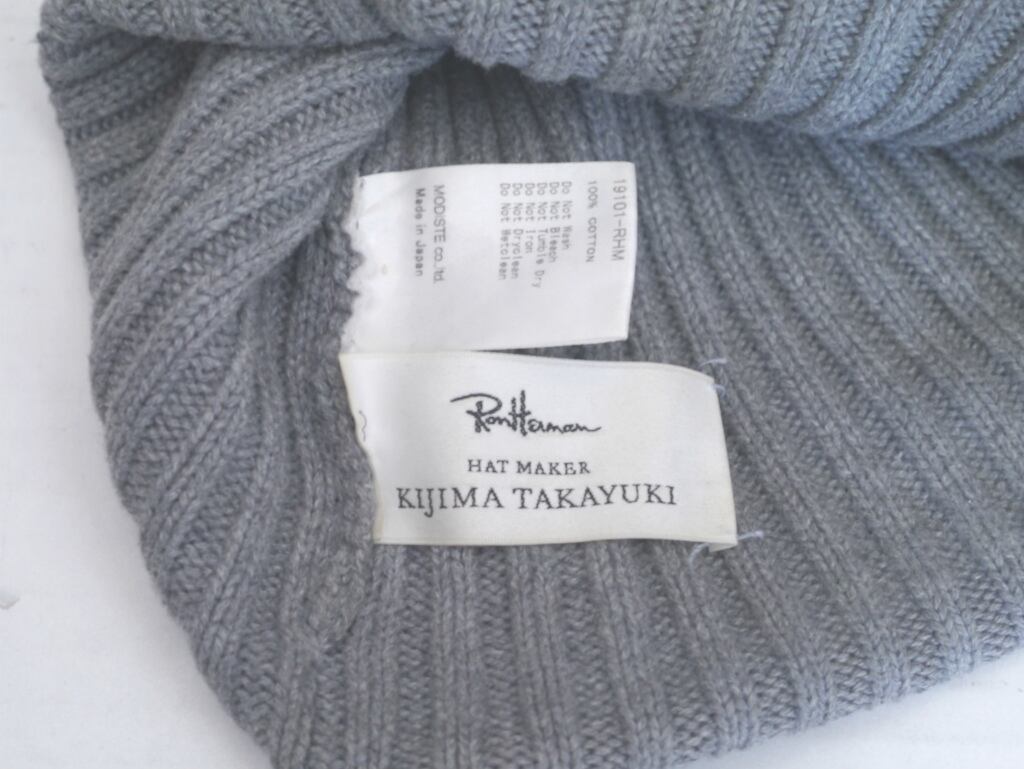 19101-RHM
100% COTTON
Do Not Wash
Do Not Bleach
Do Not Tumble Dry
Do Not Iron
Do Not Dryclean
Do Not Wetclean
MODiSTE co.,ltd.
Made in Japan
RonHerman
HAT MAKER
KIJIMA TAKAYUKI